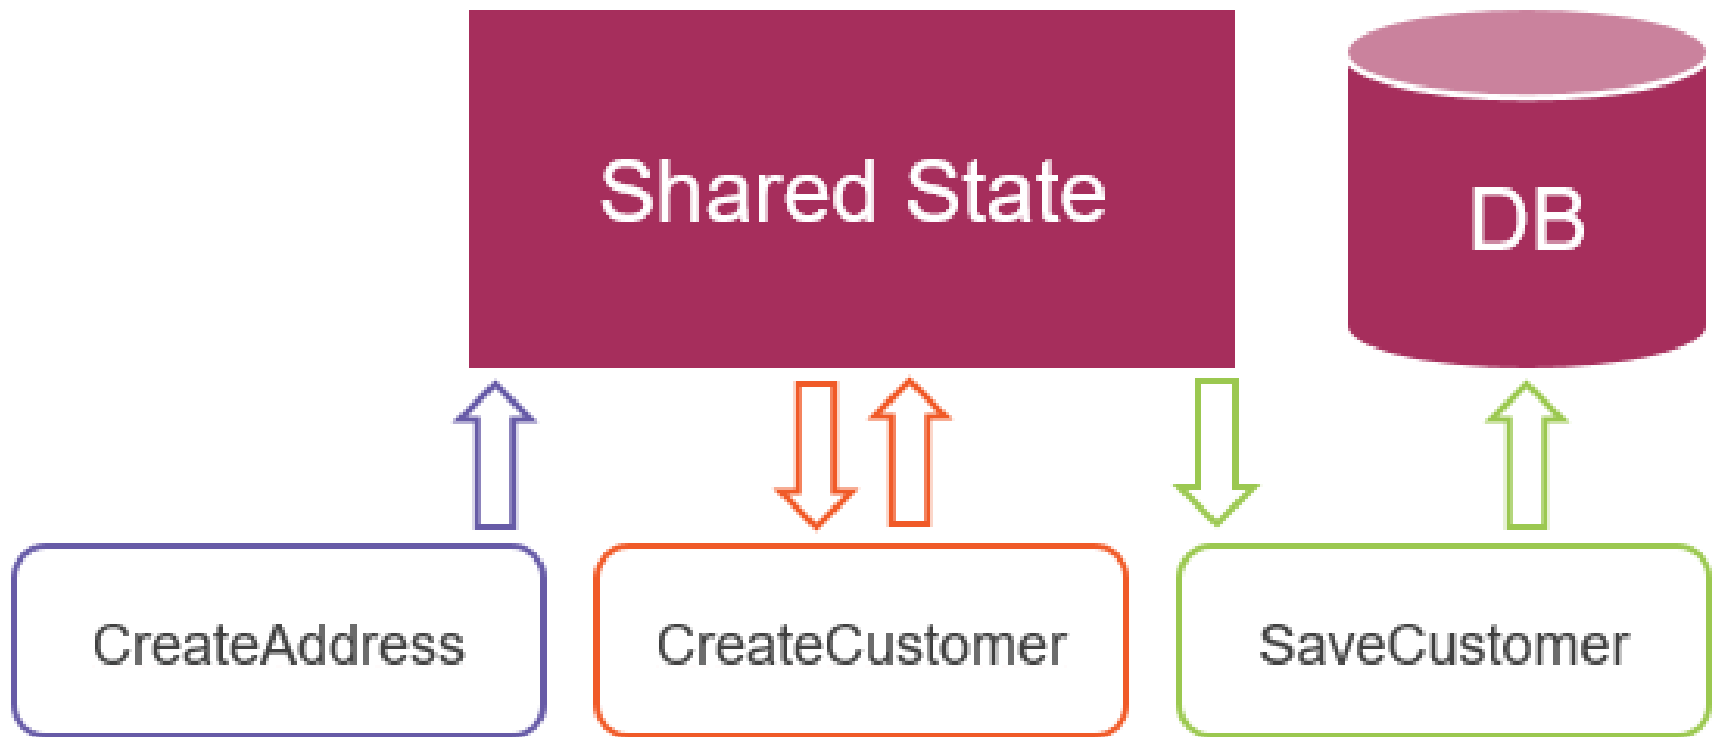 Shared State
DB
CreateAddress
CreateCustomer
SaveCustomer